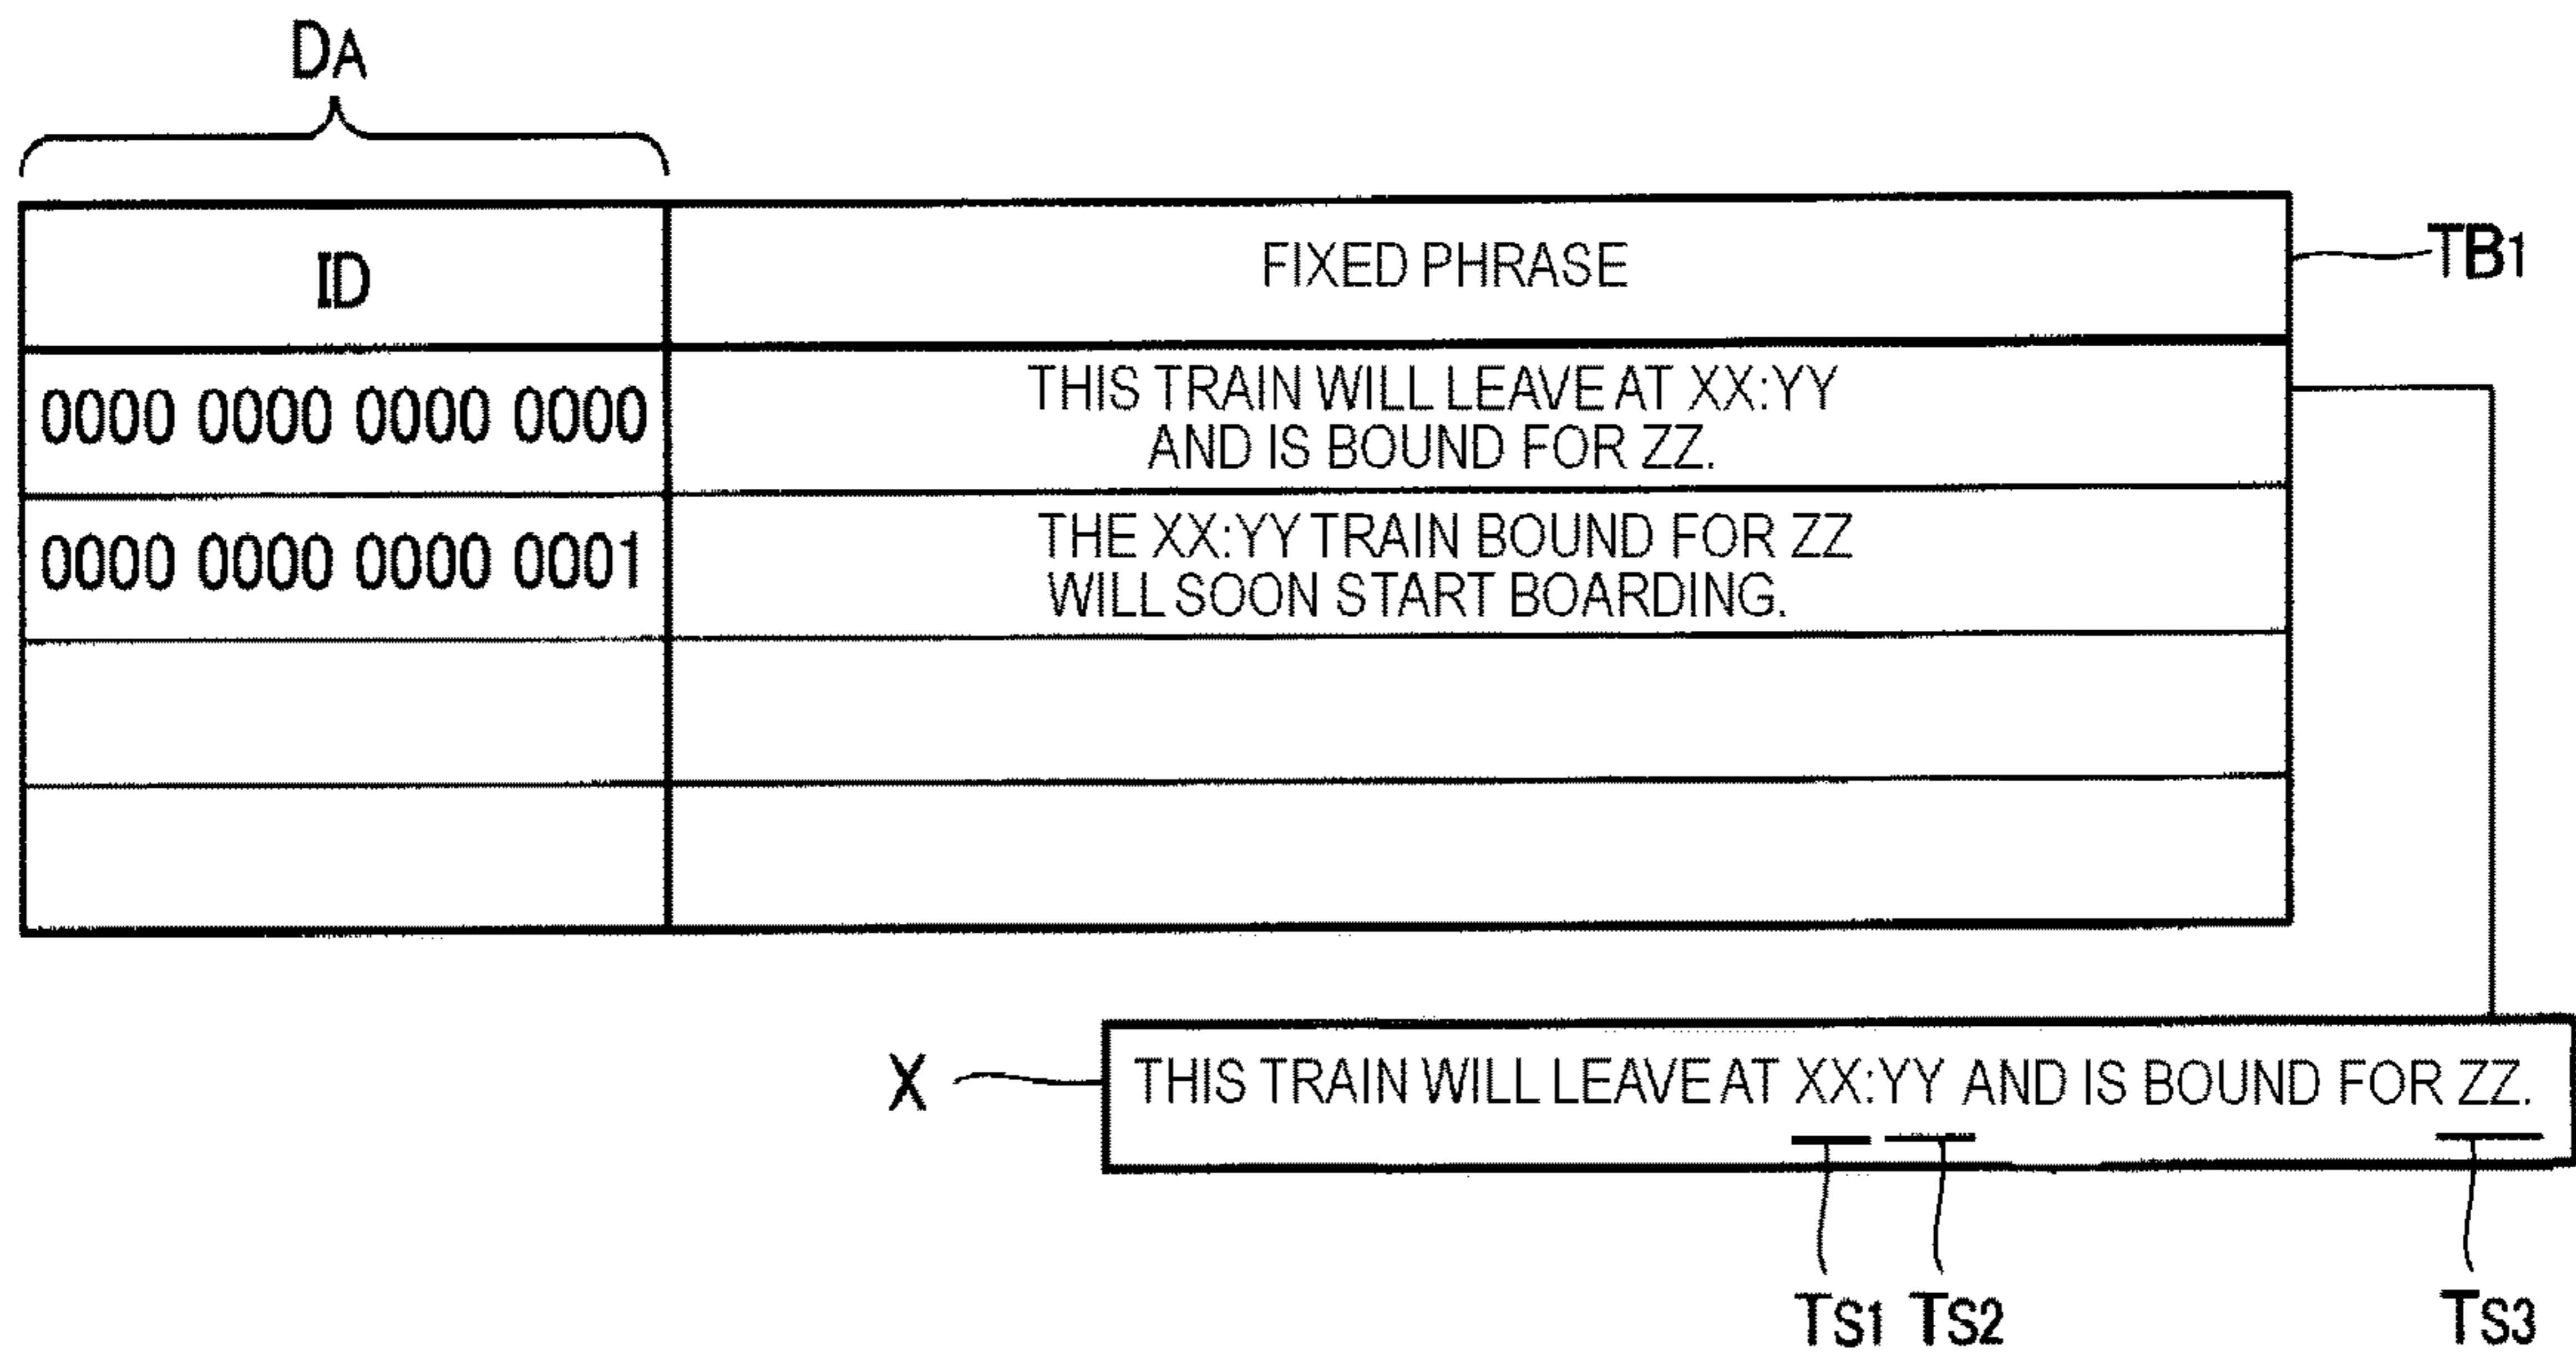 DA
ID
FIXED PHRASE
TB1
0000 0000 0000 0000
THIS TRAIN WILL LEAVE AT XX:YY
AND IS BOUND FOR ZZ.
0000 0000 0000 0001
THE XX:YY TRAIN BOUND FOR ZZ
WILL SOON START BOARDING.
X
THIS TRAIN WILL LEAVE AT XX:YY AND IS BOUND FOR ZZ.
TS1 TS2 TS3